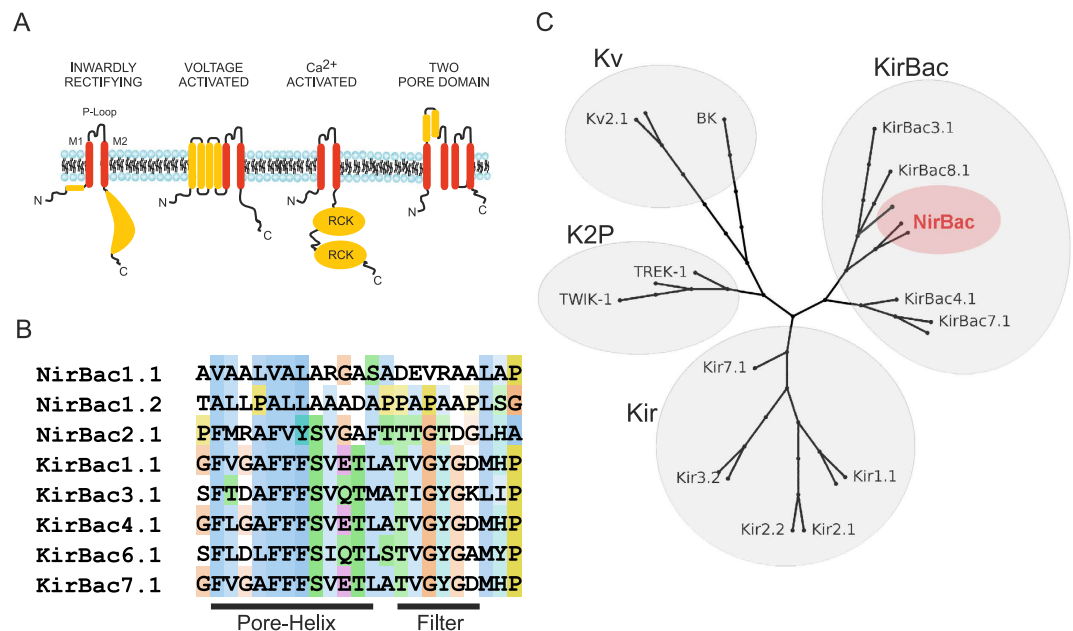 A
INWARDLY
RECTIFYING
VOLTAGE
ACTIVATED
Ca2+
ACTIVATED
TWO
PORE DOMAIN
P-Loop
M1
M2
N
C
N
C
N
RCK
RCK
C
N
C
B
NirBac1.1 AVAALVALARGASADEVRAALAP
NirBac1.2 TALLPALLAAADAPPAPAAPLSG
NirBac2.1 PFMRAFVYSVGAFTTTGTDGLHA
KirBac1.1 GFVGAFFFSVETLATVGYGDMHP
KirBac3.1 SFTDAFFFSVQTMATIGYGKLIP
KirBac4.1 GFLGAFFFSVETLATVGYGDMHP
KirBac6.1 SFLDLFFFSIQTLSTVGYGAMYP
KirBac7.1 GFVGAFFFSVETLATVGYGDMHP
Pore-Helix
Filter
C
Kv
Kv2.1
BK
KirBac
KirBac3.1
KirBac8.1
NirBac
KirBac4.1
KirBac7.1
K2P
TREK-1
TWIK-1
Kir
Kir7.1
Kir3.2
Kir1.1
Kir2.2
Kir2.1